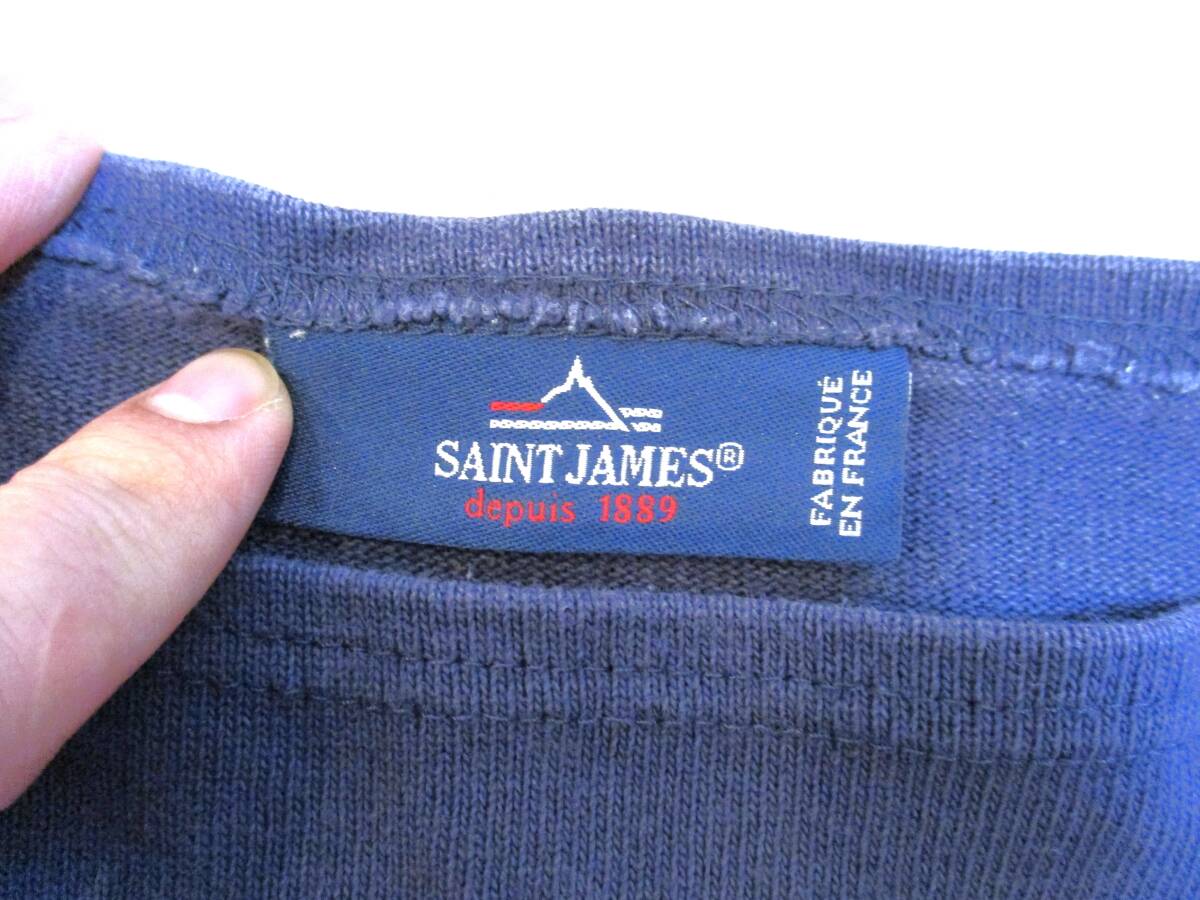 SAINT JAMES®
depuis 1889
FABRIQUÉ
EN FRANCE